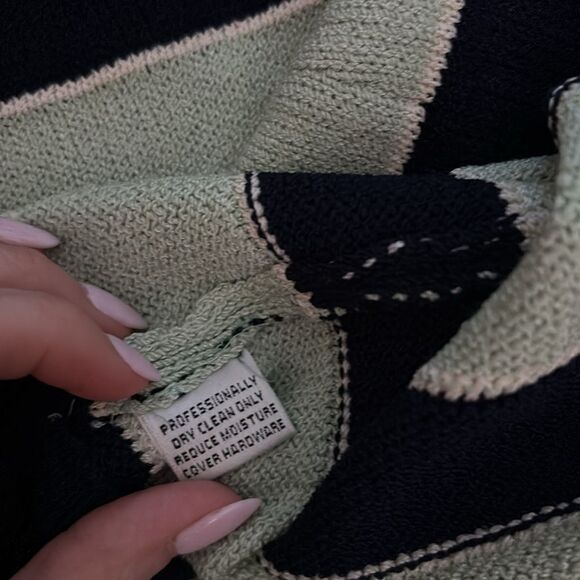 PROFESSIONALLY
DRY CLEAN ONLY
REDUCE MOISTURE
COVER HARDWARE